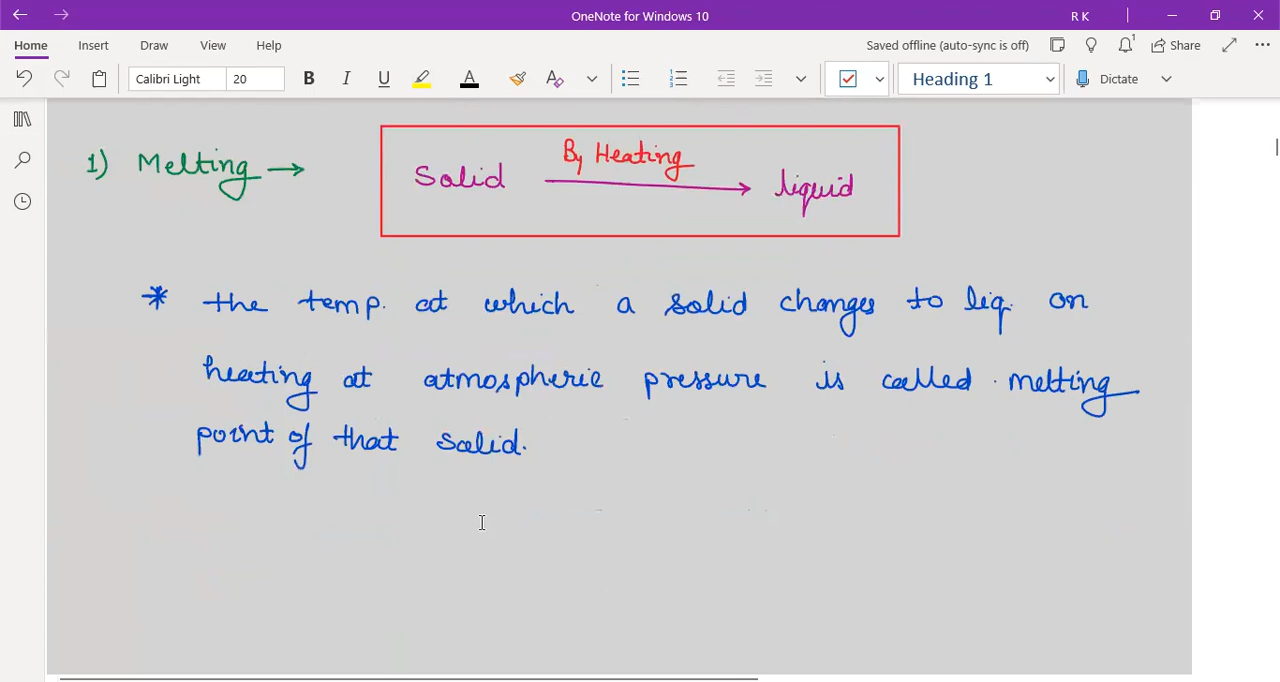 OneNote for Windows 10
R K
Home Insert Draw View Help
Saved offline (auto-sync is off)
1
Share
Calibri Light 20
B I U A A
Heading 1
Dictate
1) Melting →
By Heating
Solid → liquid
* the temp. at which a solid changes to liq. on
heating at atmospheric pressure is called melting
point of that solid.